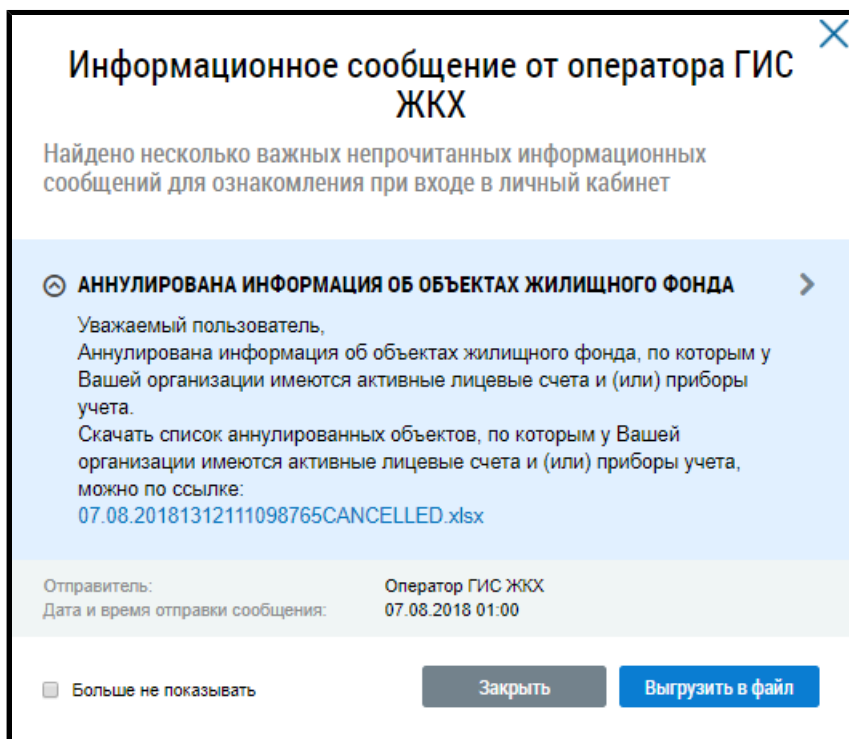 Информационное сообщение от оператора ГИС
ЖКХ
Найдено несколько важных непрочитанных информационных
сообщений для ознакомления при входе в личный кабинет
АННУЛИРОВАНА ИНФОРМАЦИЯ ОБ ОБЪЕКТАХ ЖИЛИЩНОГО ФОНДА
Уважаемый пользователь,
Аннулирована информация об объектах жилищного фонда, по которым у
Вашей организации имеются активные лицевые счета и (или) приборы
учета.
Скачать список аннулированных объектов, по которым у Вашей
организации имеются активные лицевые счета и (или) приборы учета,
можно по ссылке:
07.08.20181312111098765CANCELLED.xlsx
Отправитель: Оператор ГИС ЖКХ
Дата и время отправки сообщения: 07.08.2018 01:00
Больше не показывать Закрыть Выгрузить в файл